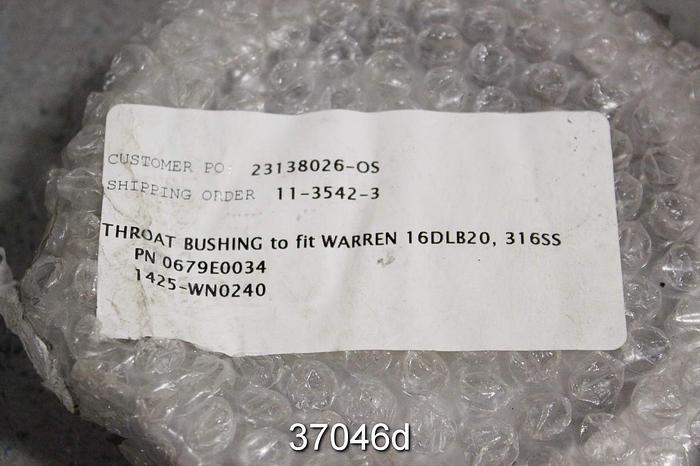 CUSTOMER PO: 23138026-OS
SHIPPING ORDER 11-3542-3
THROAT BUSHING to fit WARREN 16DLB20, 316SS
PN 0679E0034
1425-WN0240
37046d